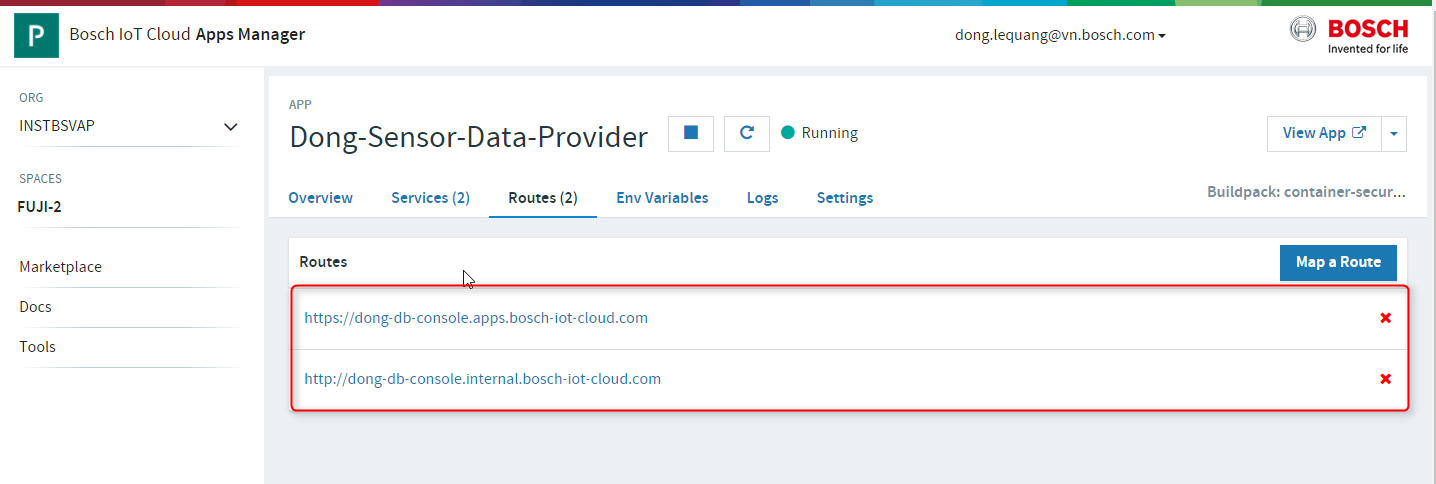 P Bosch IoT Cloud Apps Manager
dong.lequang@vn.bosch.com
BOSCH
Invented for life
ORG
INSTBSVAP
SPACES
FUJI-2
Marketplace
Docs
Tools
APP
Dong-Sensor-Data-Provider
Running
View App
Overview Services (2) Routes (2) Env Variables Logs Settings
Buildpack: container-secur...
Routes
Map a Route
https://dong-db-console.apps.bosch-iot-cloud.com
http://dong-db-console.internal.bosch-iot-cloud.com